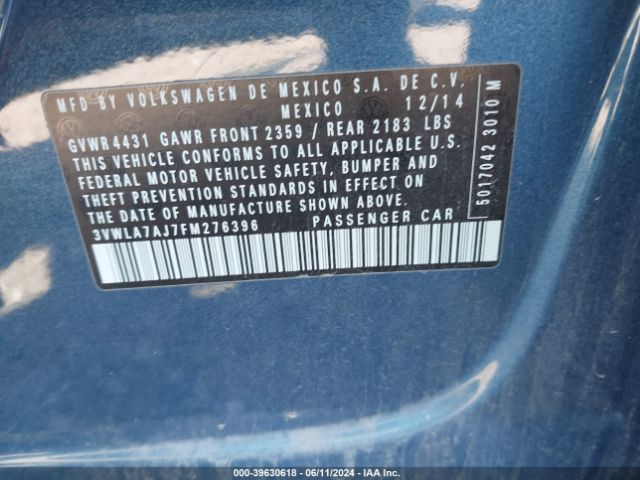 MFD BY VOLKSWAGEN DE MEXICO S.A. DE C.V.
MEXICO 12/14
GVWR 4431 GAWR FRONT 2359 / REAR 2183 LBS
THIS VEHICLE CONFORMS TO ALL APPLICABLE U.S.
FEDERAL MOTOR VEHICLE SAFETY, BUMPER AND
THEFT PREVENTION STANDARDS IN EFFECT ON
THE DATE OF MANUFACTURE SHOWN ABOVE.
3VWLA7AJ7FM276396 PASSENGER CAR
5017042 3010 M
000-39630618 - 06/11/2024 - IAA Inc.